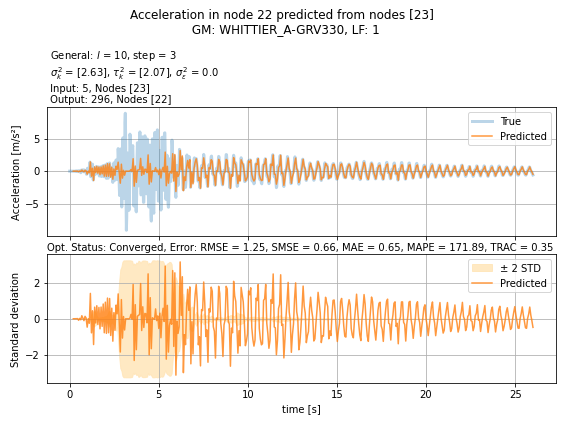 Acceleration in node 22 predicted from nodes [23]
GM: WHITTIER_A-GRV330, LF: 1
General: l = 10, step = 3
σ²ₖ = [2.63], τ²ₖ = [2.07], σ²ε = 0.0
Input: 5, Nodes [23]
Output: 296, Nodes [22]
Acceleration [m/s²]
5
0
−5
True
Predicted
Opt. Status: Converged, Error: RMSE = 1.25, SMSE = 0.66, MAE = 0.65, MAPE = 171.89, TRAC = 0.35
Standard deviation
2
0
−2
± 2 STD
Predicted
0 5 10 15 20 25
time [s]